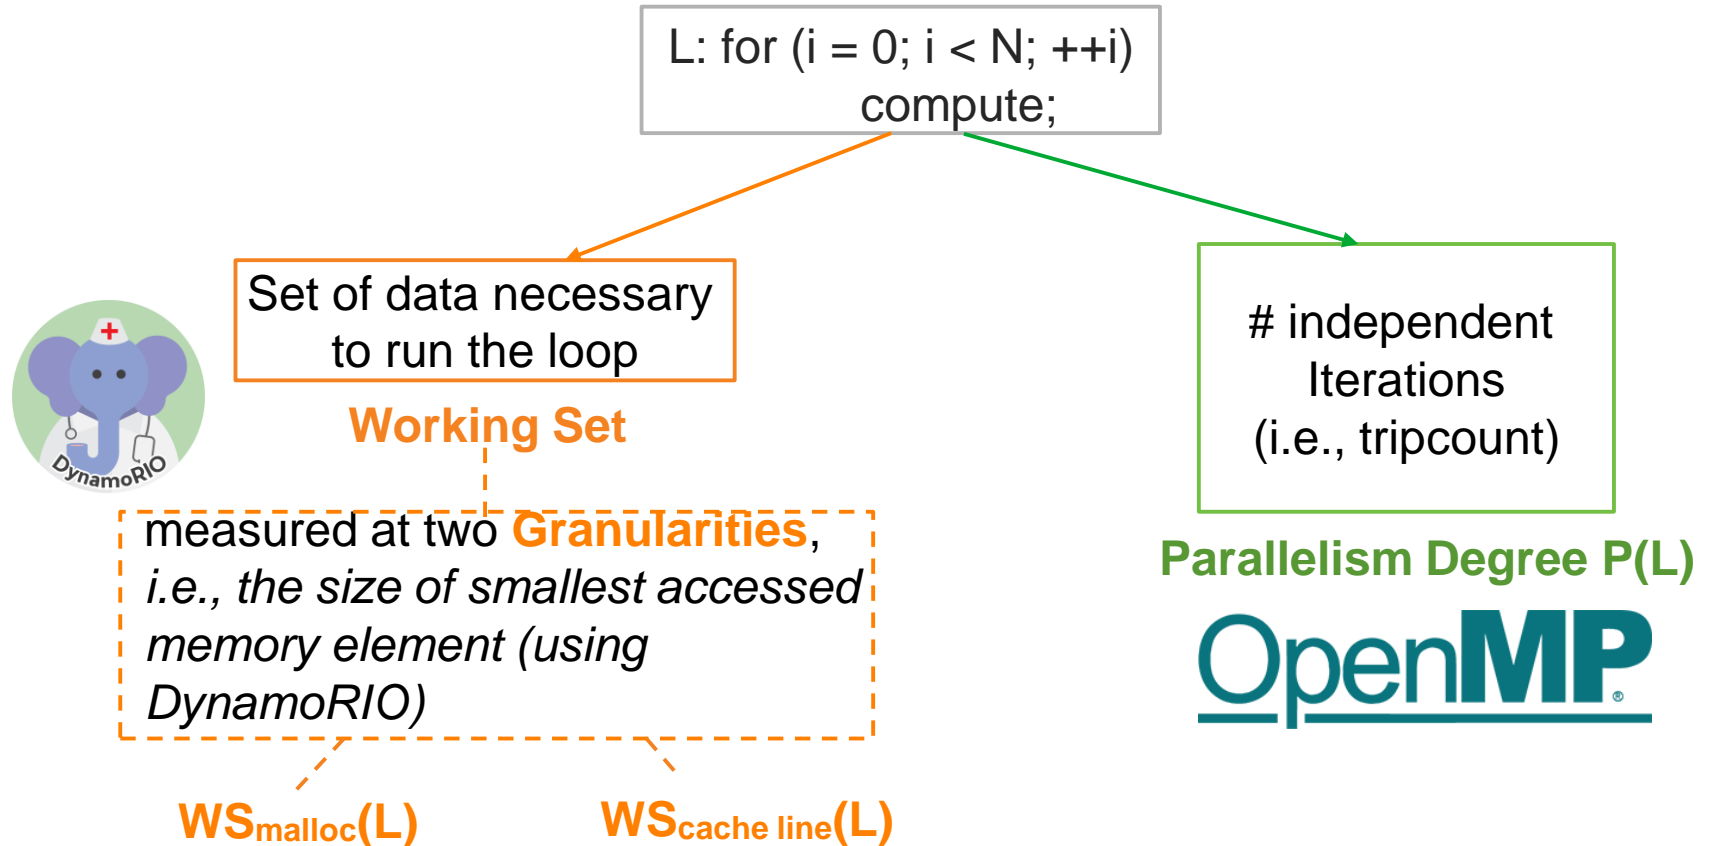 L: for (i = 0; i < N; ++i)
compute;
Set of data necessary
to run the loop
DynamoRIO
Working Set
measured at two Granularities,
i.e., the size of smallest accessed
memory element (using
DynamoRIO)
WSmalloc(L)
WScache line(L)
# independent
Iterations
(i.e., tripcount)
Parallelism Degree P(L)
OpenMP®